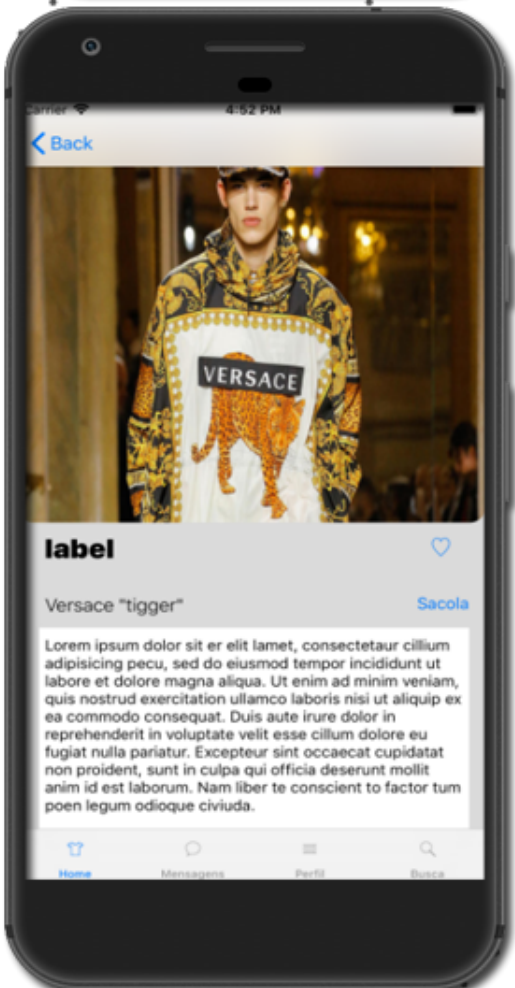 Carrier 4:52 PM
Back
VERSACE
label
Versace "tigger" Sacola
Lorem ipsum dolor sit er elit lamet, consectetaur cillium
adipisicing pecu, sed do eiusmod tempor incididunt ut
labore et dolore magna aliqua. Ut enim ad minim veniam,
quis nostrud exercitation ullamco laboris nisi ut aliquip ex
ea commodo consequat. Duis aute irure dolor in
reprehenderit in voluptate velit esse cillum dolore eu
fugiat nulla pariatur. Excepteur sint occaecat cupidatat
non proident, sunt in culpa qui officia deserunt mollit
anim id est laborum. Nam liber te conscient to factor tum
poen legum odioque civiuda.
Home Mensagens Perfil Busca